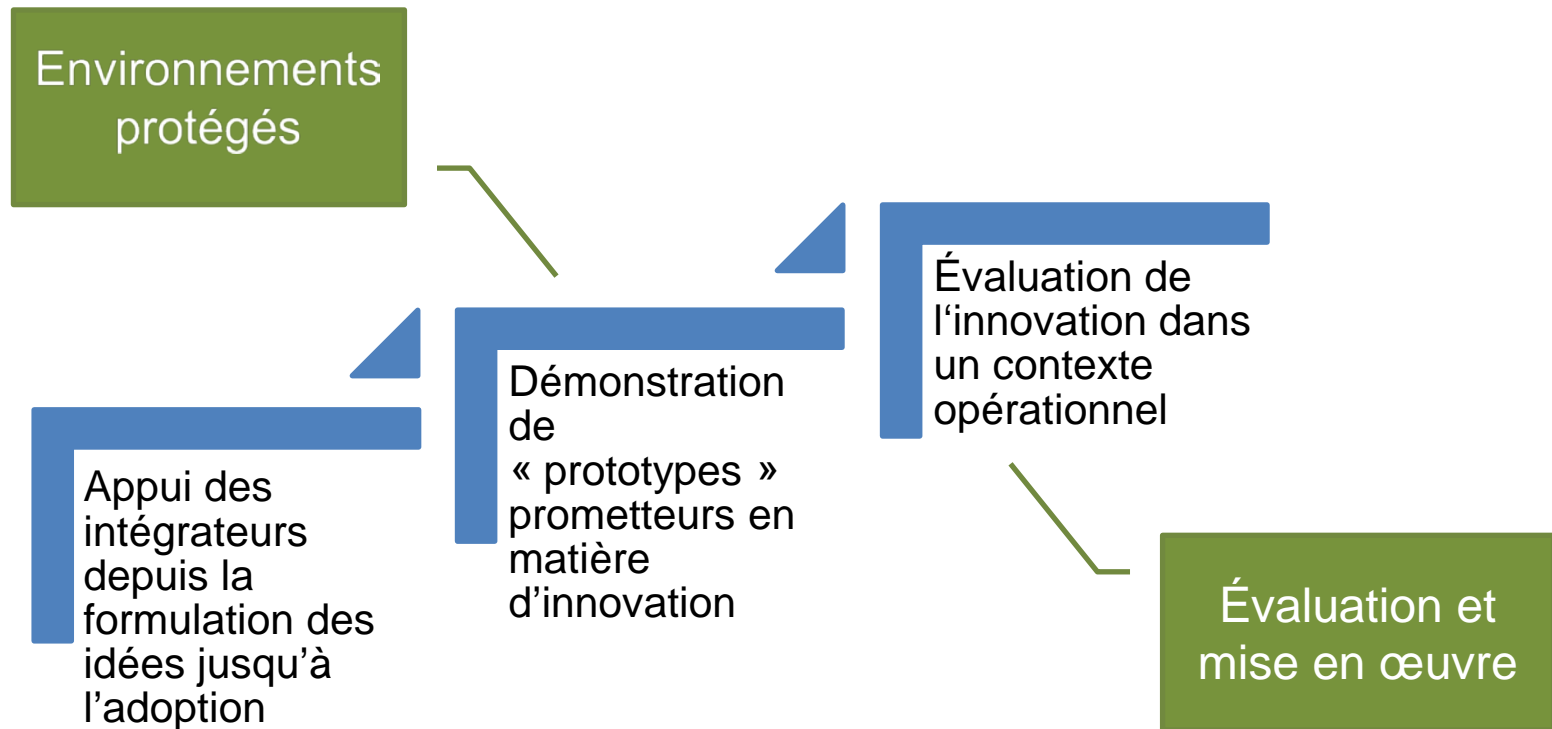 Environnements
protégés
Appui des
intégrateurs
depuis la
formulation des
idées jusqu’à
l’adoption
Démonstration
de
« prototypes »
prometteurs en
matière
d’innovation
Évaluation de
l‘innovation dans
un contexte
opérationnel
Évaluation et
mise en œuvre